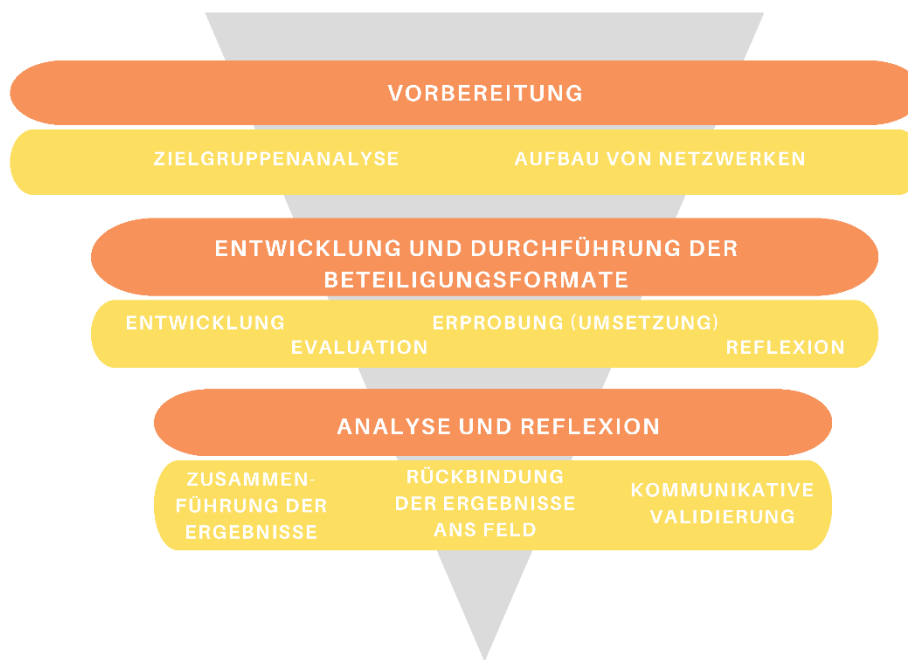 VORBEREITUNG
ZIELGRUPPENANALYSE
AUFBAU VON NETZWERKEN
ENTWICKLUNG UND DURCHFÜHRUNG DER
BETEILIGUNGSFORMATE
ENTWICKLUNG
EVALUATION
ERPROBUNG (UMSETZUNG)
REFLEXION
ANALYSE UND REFLEXION
ZUSAMMEN-
FÜHRUNG DER
ERGEBNISSE
RÜCKBINDUNG
DER ERGEBNISSE
ANS FELD
KOMMUNIKATIVE
VALIDIERUNG